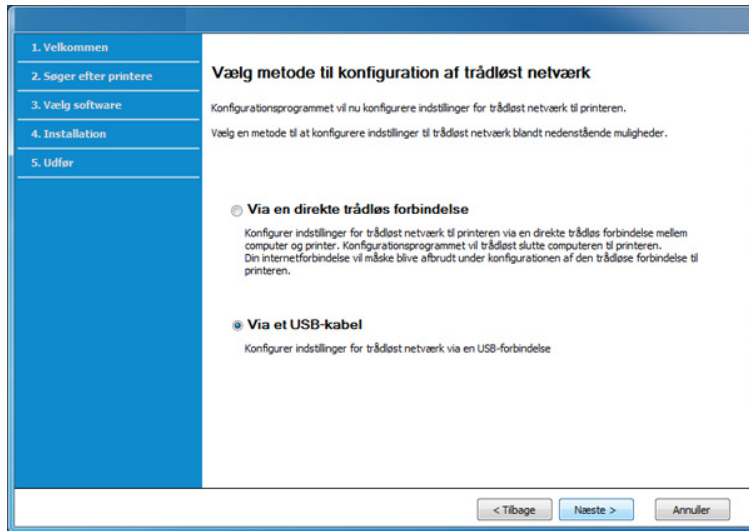 1. Velkommen
2. Søger efter printere
3. Vælg software
4. Installation
5. Udfør
Vælg metode til konfiguration af trådløst netværk
Konfigurationsprogrammet vil nu konfigurere indstillinger for trådløst netværk til printeren.
Vælg en metode til at konfigurere indstillinger til trådløst netværk blandt nedenstående muligheder.
Via en direkte trådløs forbindelse
Konfigurer indstillinger for trådløst netværk til printeren via en direkte trådløs forbindelse mellem
computer og printer. Konfigurationsprogrammet vil trådløst slutte computeren til printeren.
Din internetforbindelse vil måske blive afbrudt under konfigurationen af den trådløse forbindelse til
printeren.
Via et USB-kabel
Konfigurer indstillinger for trådløst netværk via en USB-forbindelse
< Tilbage
Næste >
Annuller